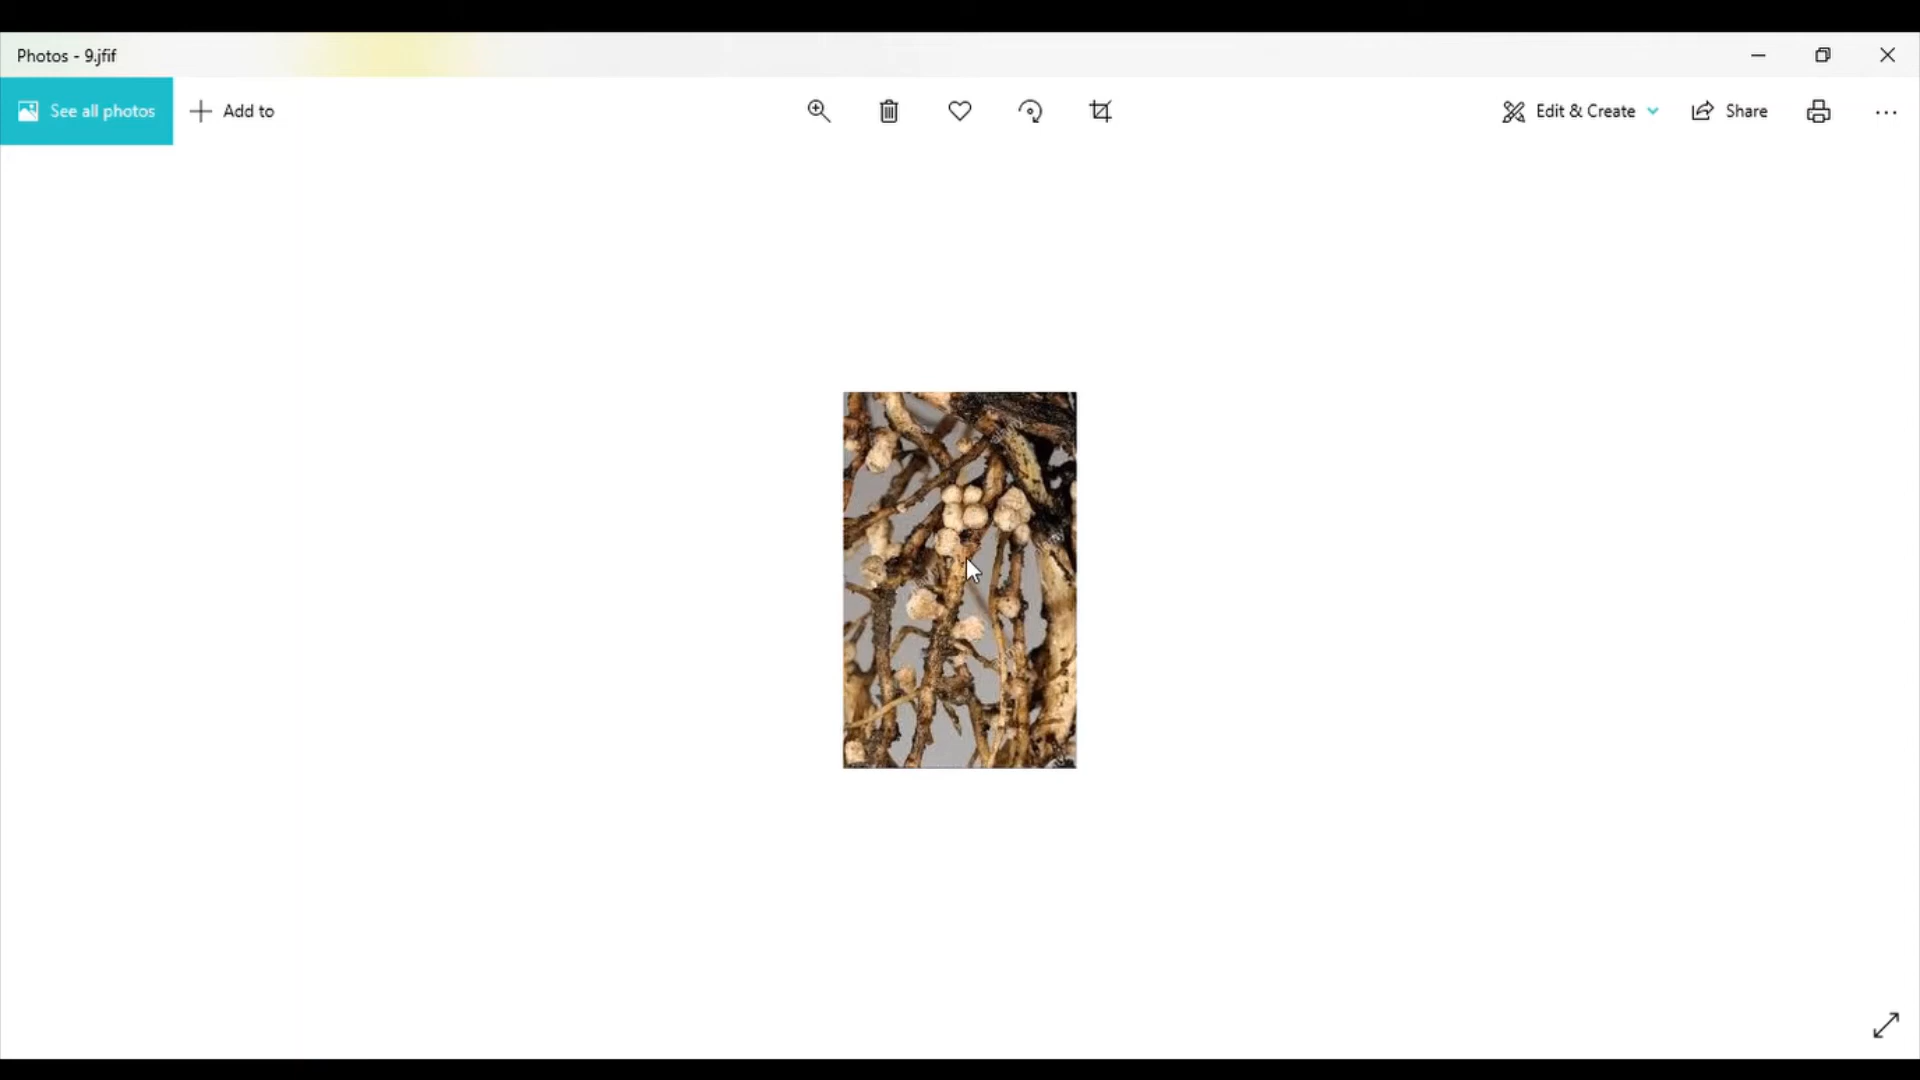 Photos - 9.jfif
See all photos
Add to
Edit & Create
Share